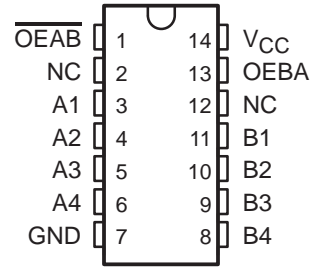 O̅E̅A̅B̅ 1 14 VCC
NC 2 13 OEBA
A1 3 12 NC
A2 4 11 B1
A3 5 10 B2
A4 6 9 B3
GND 7 8 B4